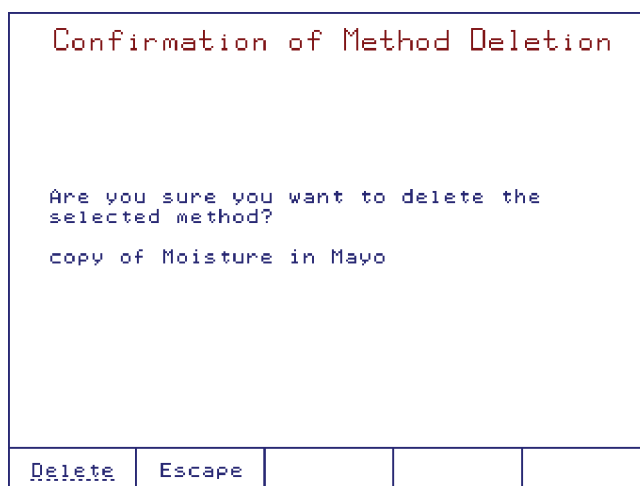 Confirmation of Method Deletion
Are you sure you want to delete the
selected method?
copy of Moisture in Mayo
Delete Escape